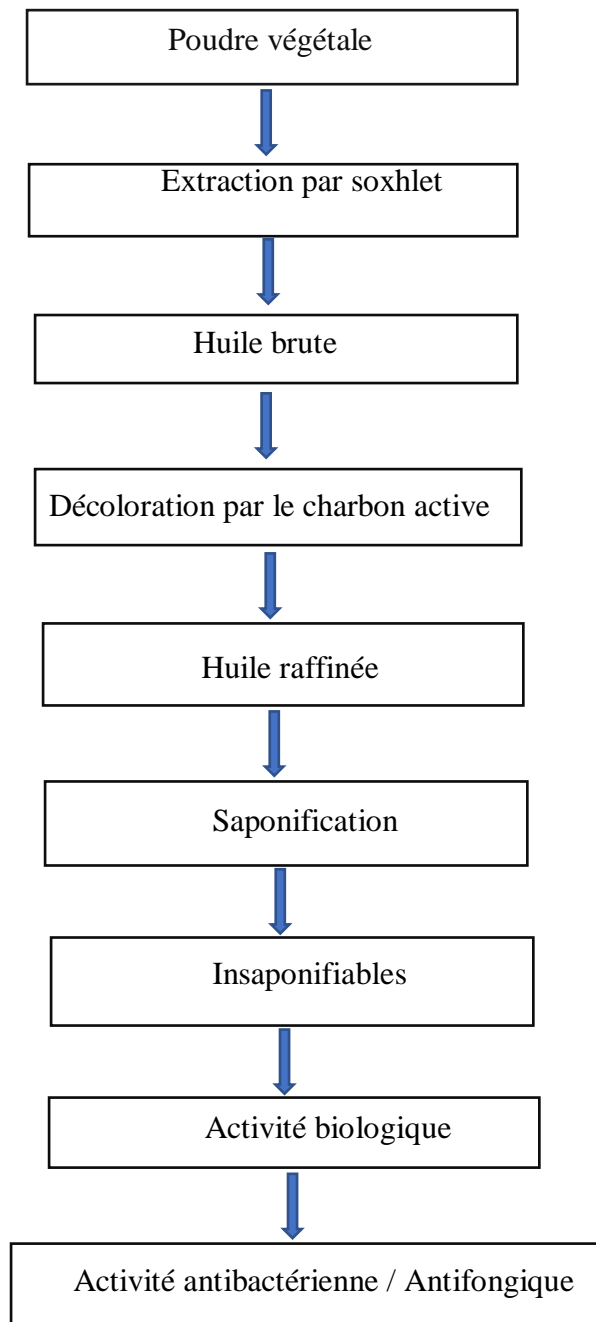 Poudre végétale
Extraction par soxhlet
Huile brute
Décoloration par le charbon active
Huile raffinée
Saponification
Insaponifiables
Activité biologique
Activité antibactérienne / Antifongique